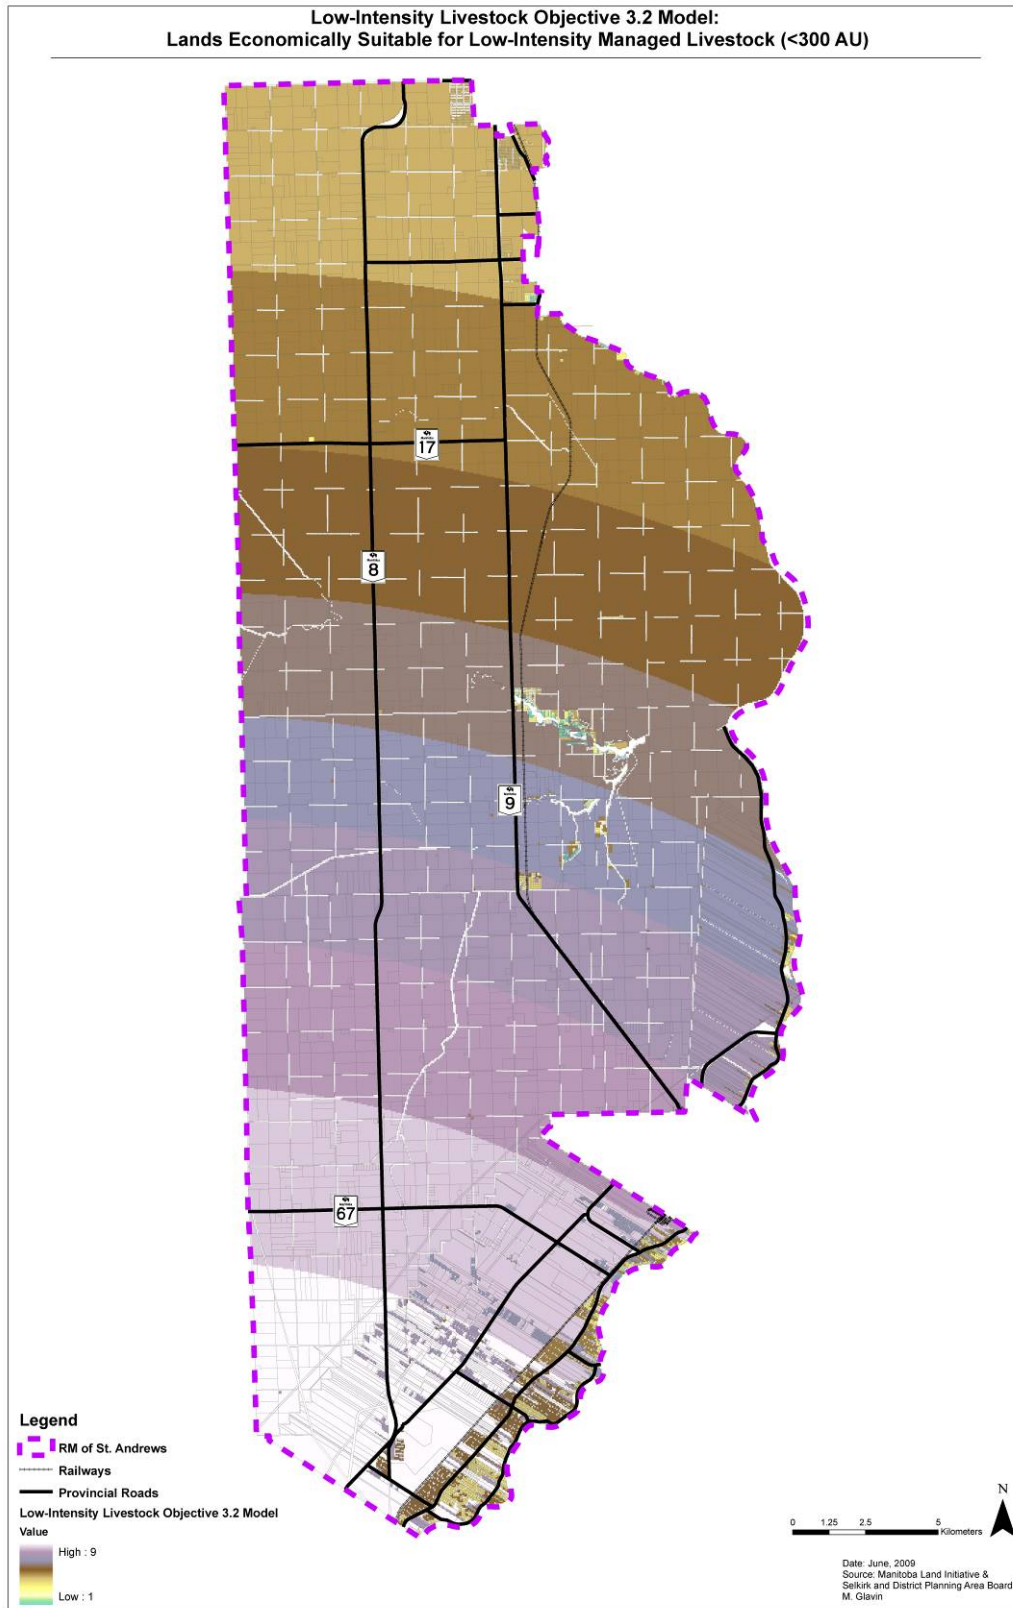 Low-Intensity Livestock Objective 3.2 Model:
Lands Economically Suitable for Low-Intensity Managed Livestock (<300 AU)
17
8
9
67
Legend
RM of St. Andrews
Railways
Provincial Roads
Low-Intensity Livestock Objective 3.2 Model
Value
High : 9
Low : 1
N
0 1.25 2.5 5
Kilometers
Date: June, 2009
Source: Manitoba Land Initiative &
Selkirk and District Planning Area Board
M. Glavin